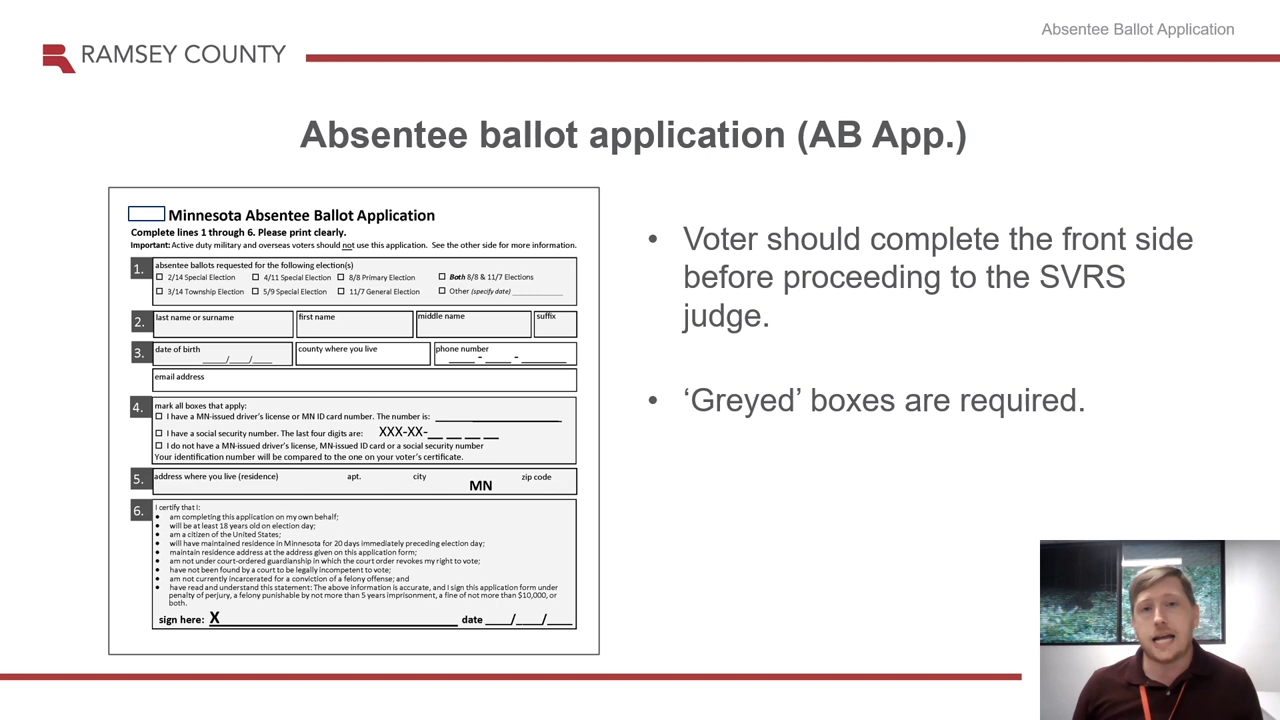 Absentee Ballot Application
RAMSEY COUNTY
Absentee ballot application (AB App.)
Minnesota Absentee Ballot Application
Complete lines 1 through 6. Please print clearly.
Important: Active duty military and overseas voters should not use this application. See the other side for more information.
1.
absentee ballots requested for the following election(s)
2/14 Special Election 4/11 Special Election 8/8 Primary Election Both 8/8 & 11/7 Elections
3/14 Township Election 5/9 Special Election 11/7 General Election Other (specify date) ____________
2.
last name or surname first name middle name suffix
3.
date of birth county where you live phone number
____/____/____ ____ - ____ - ______
email address
4.
mark all boxes that apply:
I have a MN-issued driver's license or MN ID card number. The number is: ____________________
I have a social security number. The last four digits are: XXX-XX-__ __ __ __
I do not have a MN-issued driver's license, MN-issued ID card or a social security number
Your identification number will be compared to the one on your voter's certificate.
5.
address where you live (residence) apt. city zip code
MN
6.
I certify that I:
• am completing this application on my own behalf;
• will be at least 18 years old on election day;
• am a citizen of the United States;
• will have maintained residence in Minnesota for 20 days immediately preceding election day;
• maintain residence address at the address given on this application form;
• am not under court-ordered guardianship in which the court order revokes my right to vote;
• have not been found by a court to be legally incompetent to vote;
• am not currently incarcerated for a conviction of a felony offense; and
• have read and understand this statement: The above information is accurate, and I sign this application form under
penalty of perjury, a felony punishable by not more than 5 years imprisonment, a fine of not more than $10,000, or
both.
sign here: X ____________________ date ____/____/____
• Voter should complete the front side
before proceeding to the SVRS
judge.
• ‘Greyed’ boxes are required.